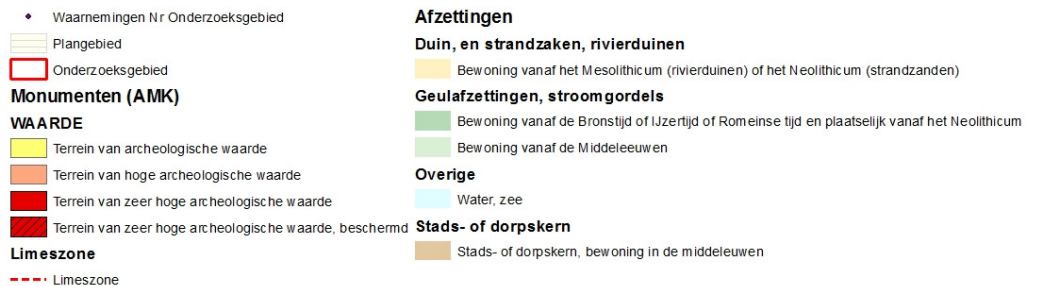 Waarnemingen Nr Onderzoeksgebied
Plangebied
Onderzoeksgebied
Monumenten (AMK)
WAARDE
Terrein van archeologische waarde
Terrein van hoge archeologische waarde
Terrein van zeer hoge archeologische waarde
Terrein van zeer hoge archeologische waarde, beschermd
Limeszone
Limeszone
Afzettingen
Duin, en strandzaken, rivierduinen
Bewoning vanaf het Mesolithicum (rivierduinen) of het Neolithicum (strandzanden)
Geulafzettingen, stroomgordels
Bewoning vanaf de Bronstijd of IJzertijd of Romeinse tijd en plaatselijk vanaf het Neolithicum
Bewoning vanaf de Middeleeuwen
Overige
Water, zee
Stads- of dorpskern
Stads- of dorpskern, bewoning in de middeleuwen